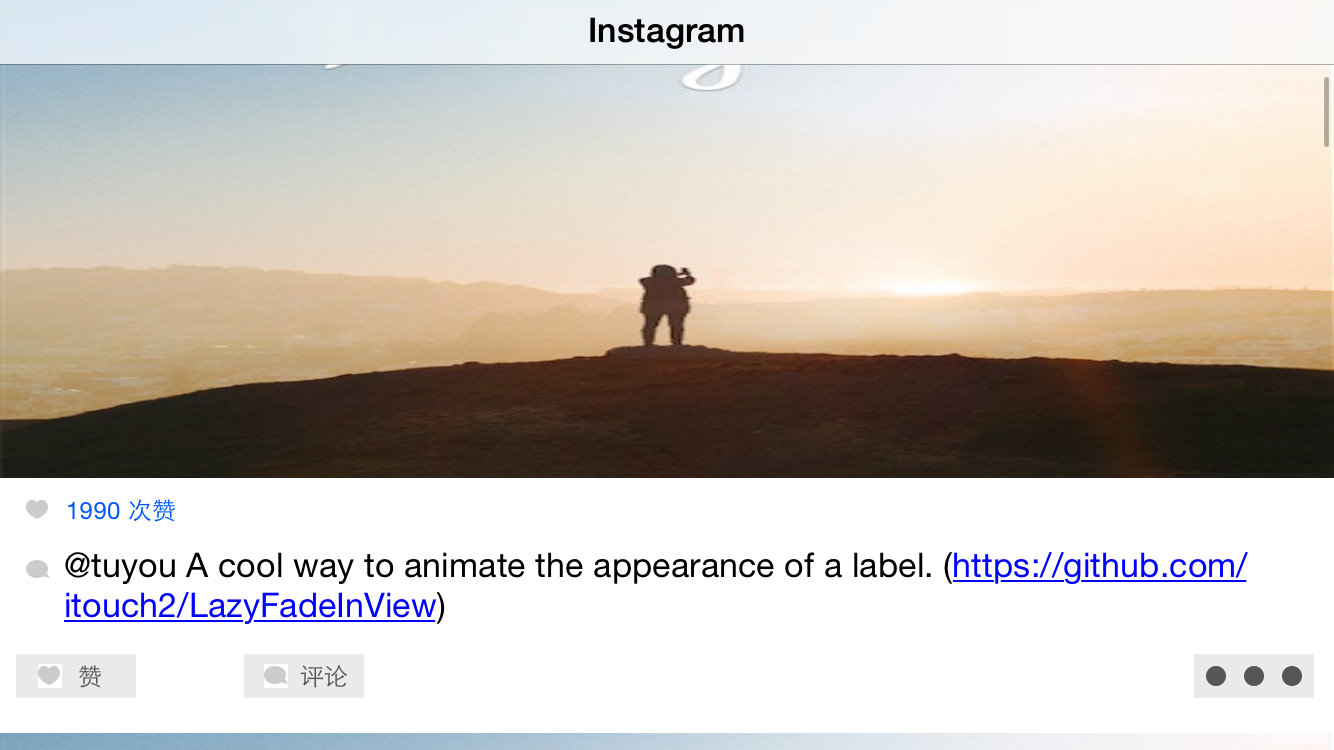 Instagram
1990 次赞
@tuyou A cool way to animate the appearance of a label. (https://github.com/
itouch2/LazyFadeInView)
赞
评论